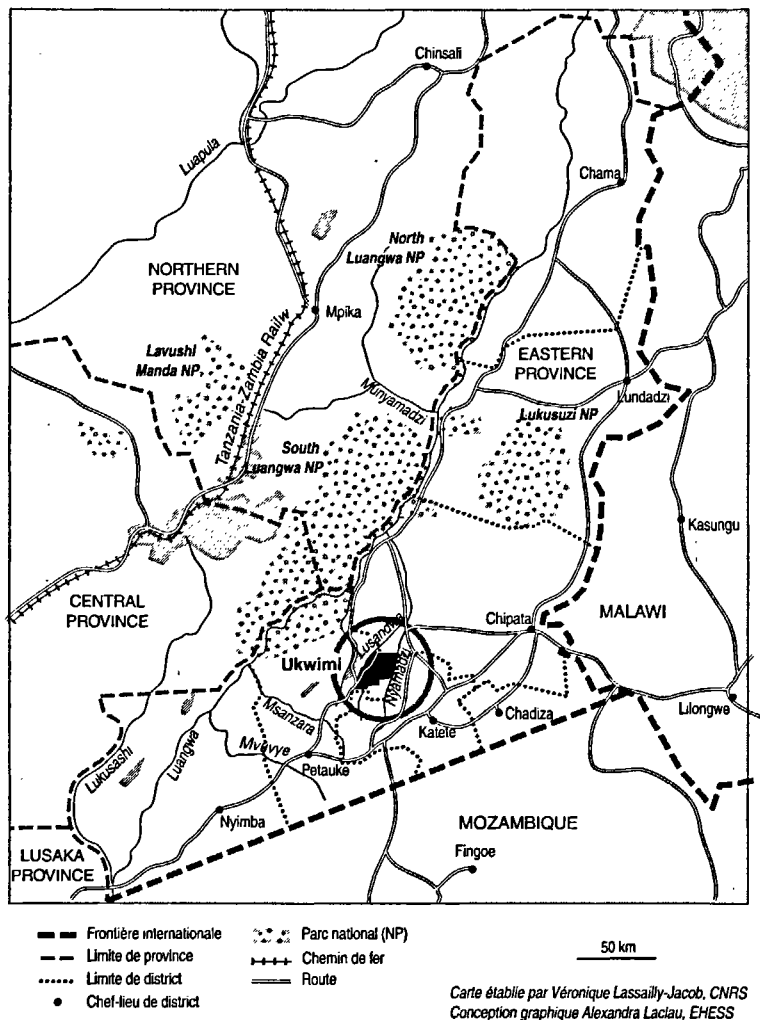 Chinsali
Luapula
Chama
North
Luangwa NP
NORTHERN
PROVINCE
Mpika
Lavushi
Manda NP
Tanzania-Zambia Railw
EASTERN
PROVINCE
Munyamadzi
Lundadzi
Lukusuzi NP
South
Luangwa NP
Kasungu
CENTRAL
PROVINCE
MALAWI
Chipata
Lusandwa
Ukwimi
Nyamadzi
Msanzara
Katete
Chadiza
Lilongwe
Luangwa
Mvuvye
Lukusashi
Petauke
Nyimba
MOZAMBIQUE
LUSAKA
PROVINCE
Fingoe
Frontière internationale
Limite de province
Limite de district
Chef-lieu de district
Parc national (NP)
Chemin de fer
Route
50 km
Carte établie par Véronique Lassailly-Jacob, CNRS
Conception graphique Alexandra Laclau, EHESS